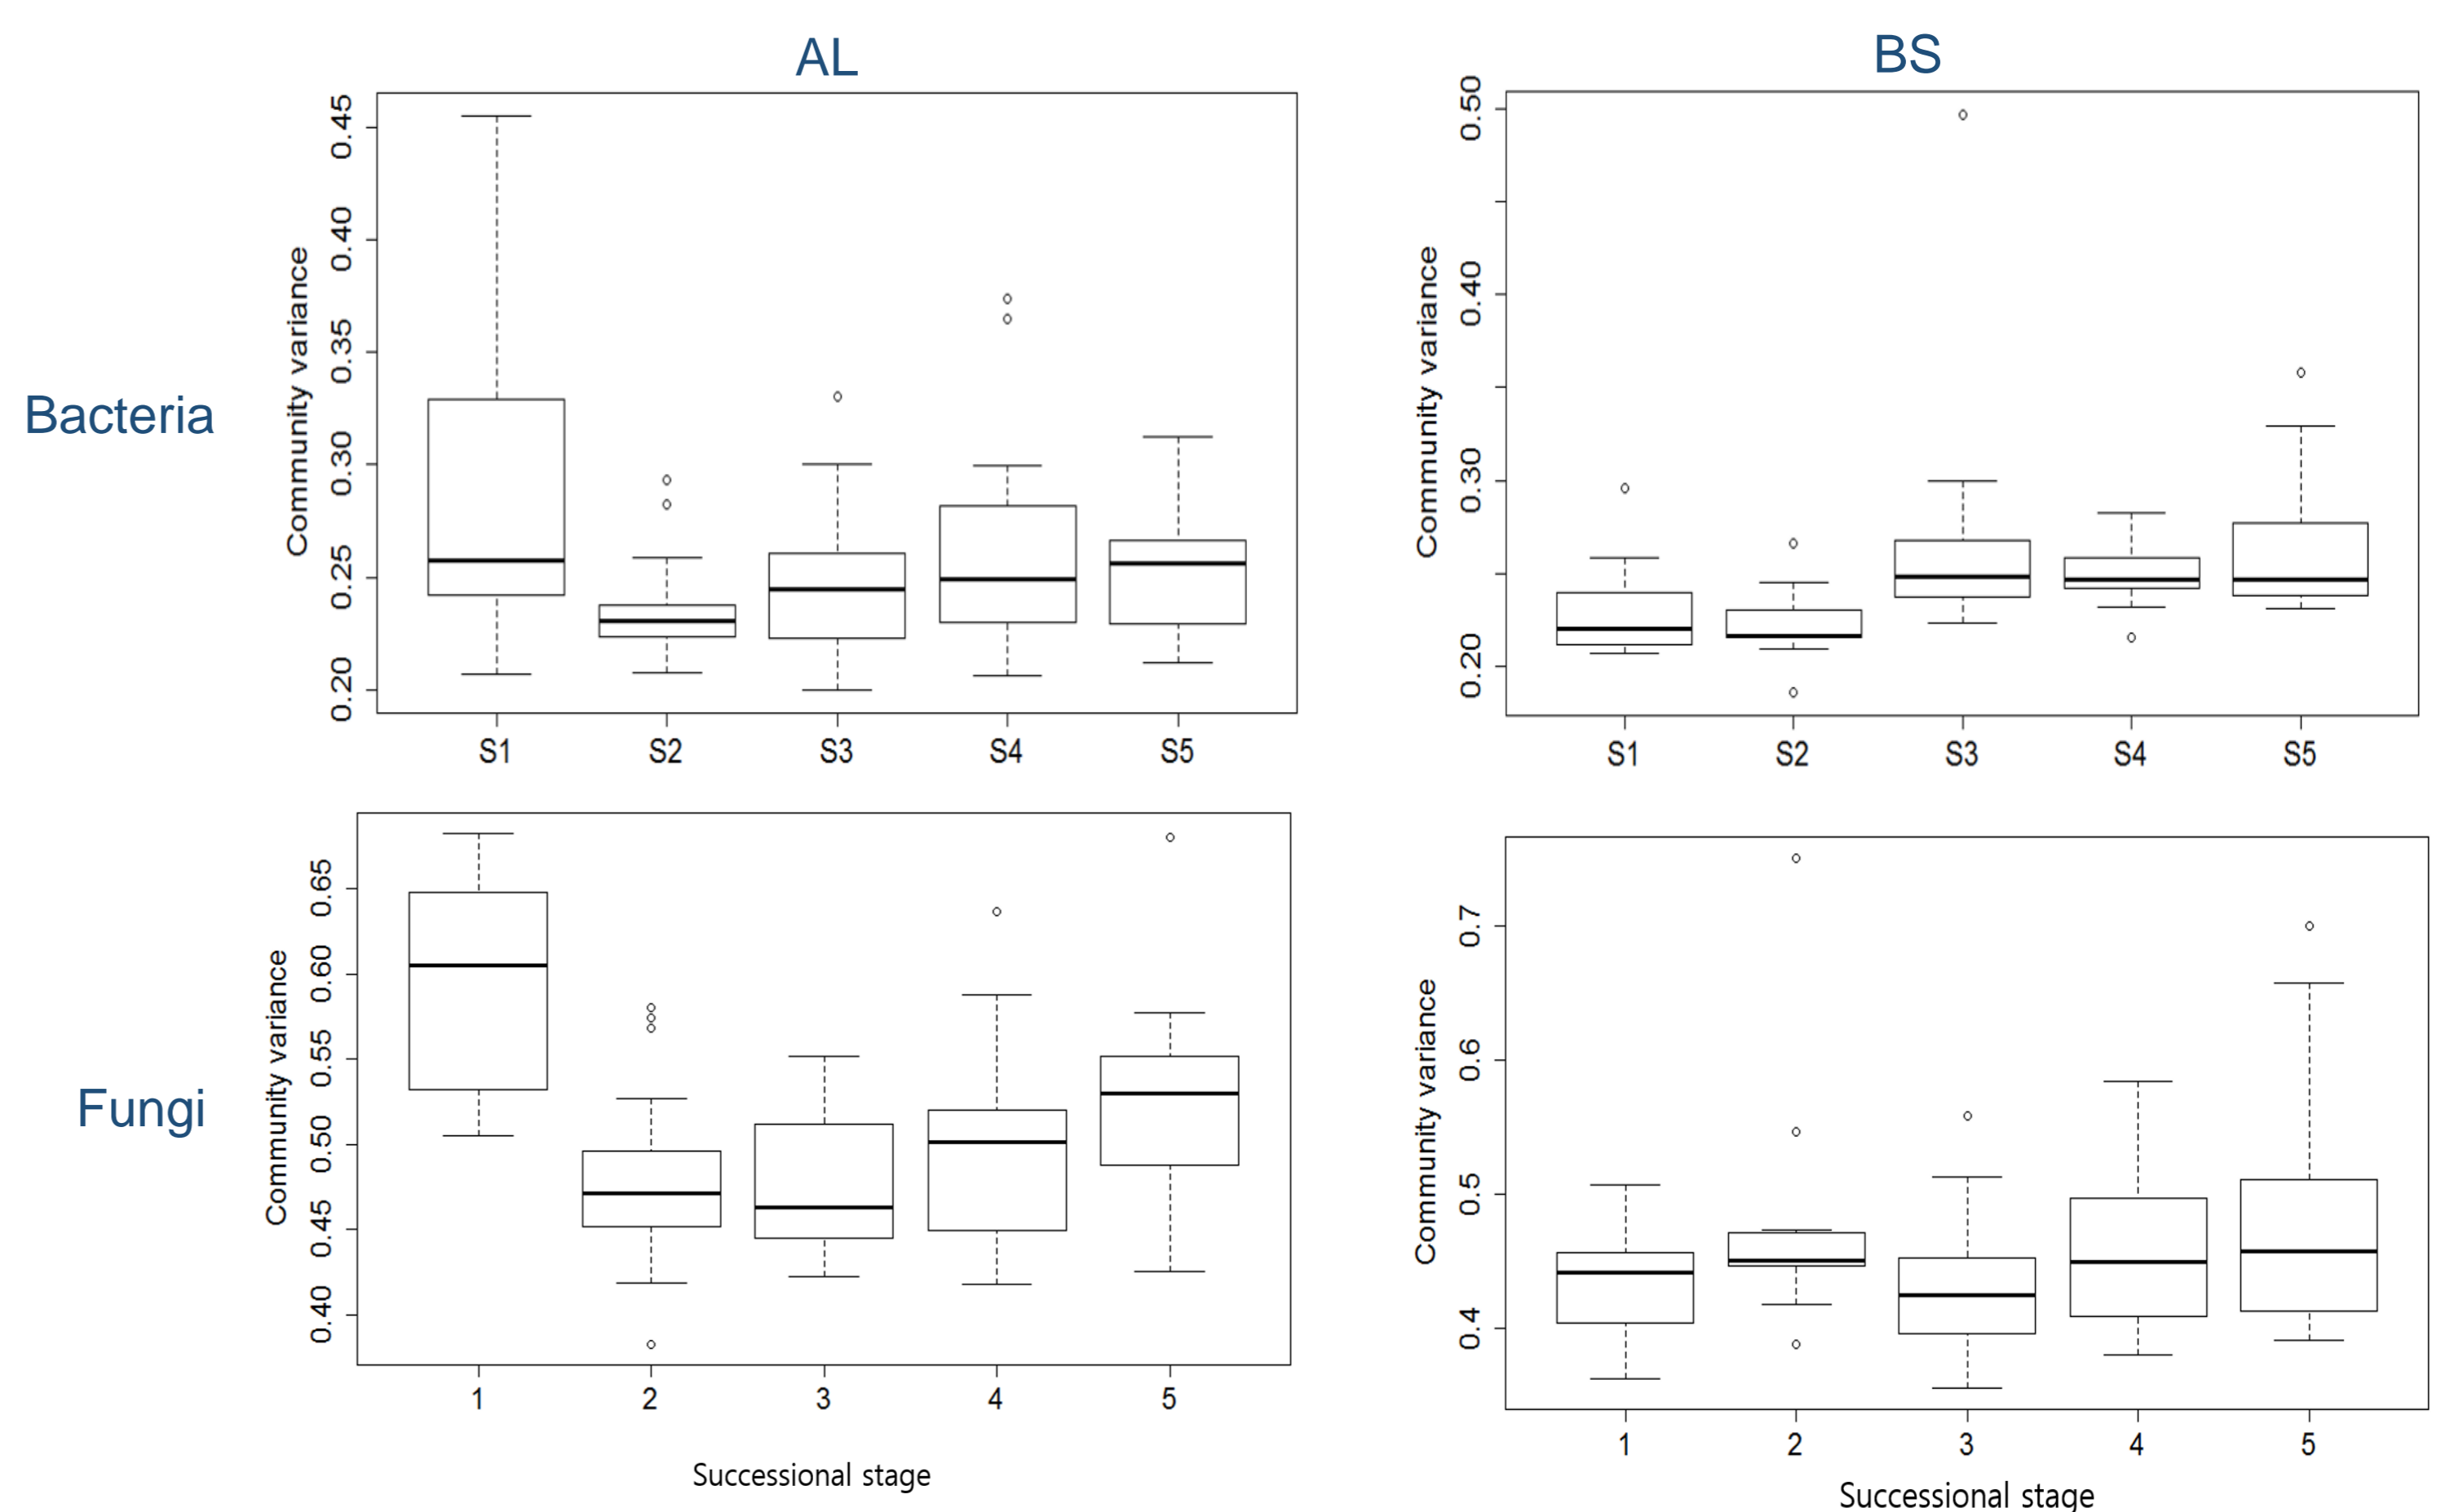 AL
BS
Bacteria
Community variance
0.45
0.40
0.35
0.30
0.25
0.20
S1 S2 S3 S4 S5
Community variance
0.50
0.40
0.30
0.20
S1 S2 S3 S4 S5
Fungi
Community variance
0.65
0.60
0.55
0.50
0.45
0.40
1 2 3 4 5
Successional stage
Community variance
0.7
0.6
0.5
0.4
1 2 3 4 5
Successional stage